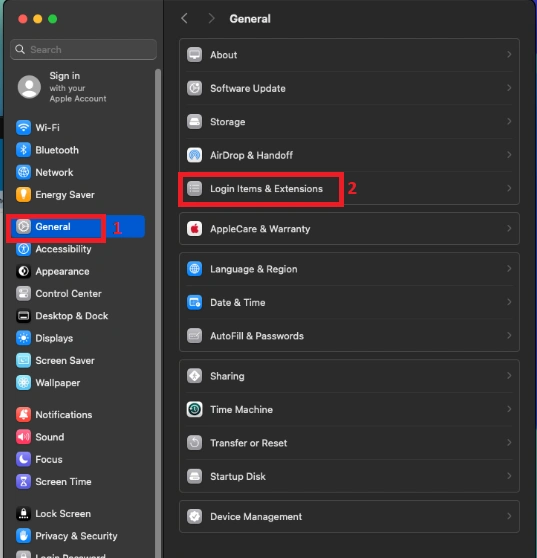 Search
Sign in
with your
Apple Account
Wi-Fi
Bluetooth
Network
Energy Saver
General
1
Accessibility
Appearance
Control Center
Desktop & Dock
Displays
Screen Saver
Wallpaper
Notifications
Sound
Focus
Screen Time
Lock Screen
Privacy & Security
Login Password
General
About
Software Update
Storage
AirDrop & Handoff
Login Items & Extensions
2
AppleCare & Warranty
Language & Region
Date & Time
AutoFill & Passwords
Sharing
Time Machine
Transfer or Reset
Startup Disk
Device Management